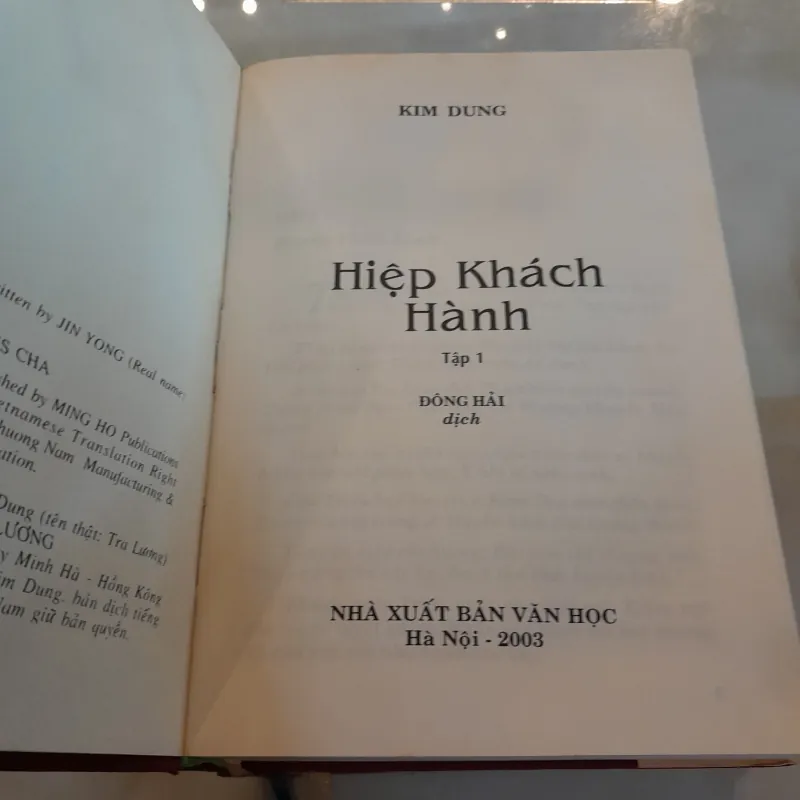 itten by JIN YONG (Real name)
S CHA
shed by MING HO Publications
etnamese Translation Right
huong Nam Manufacturing &
ation.
Dung (tên thật: Tra Lương)
LƯƠNG
y Minh Hà - Hồng Kông
im Dung, bản dịch tiếng
Nam giữ bản quyền.
KIM DUNG
Hiệp Khách
Hành
Tập 1
ĐÔNG HẢI
dịch
NHÀ XUẤT BẢN VĂN HỌC
Hà Nội - 2003